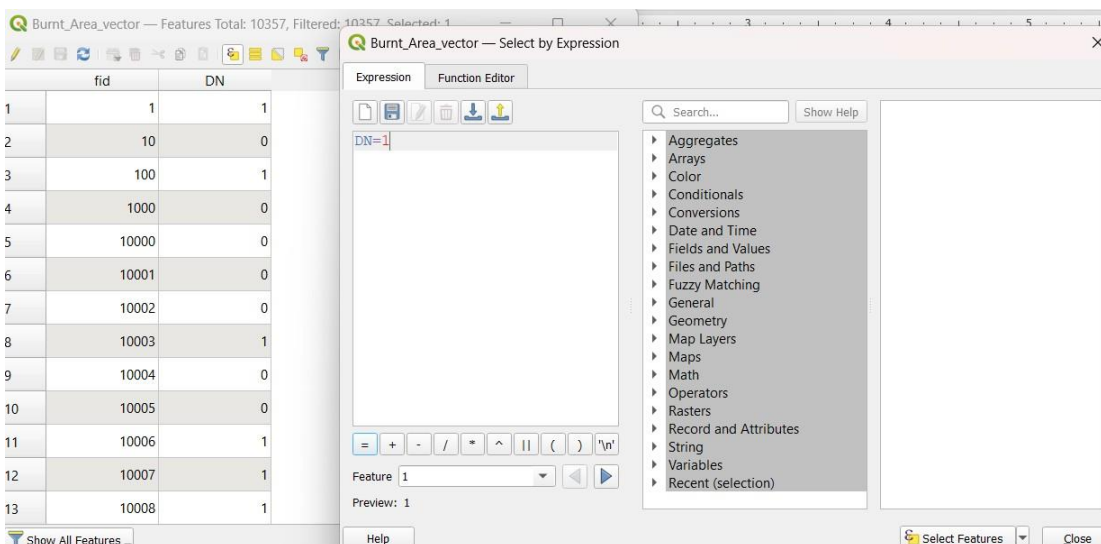 Burnt_Area_vector — Features Total: 10357, Filtered: 10357, Selected: 1
3 4 5
Burnt_Area_vector — Select by Expression
fid DN
1 1 1
2 10 0
3 100 1
4 1000 0
5 10000 0
6 10001 0
7 10002 0
8 10003 1
9 10004 0
10 10005 0
11 10006 1
12 10007 1
13 10008 1
Show All Features
Expression Function Editor
DN=1
= + - / * ^ || ( ) '\n'
Feature 1
Preview: 1
Help
Search... Show Help
Aggregates
Arrays
Color
Conditionals
Conversions
Date and Time
Fields and Values
Files and Paths
Fuzzy Matching
General
Geometry
Map Layers
Maps
Math
Operators
Rasters
Record and Attributes
String
Variables
Recent (selection)
Select Features Close